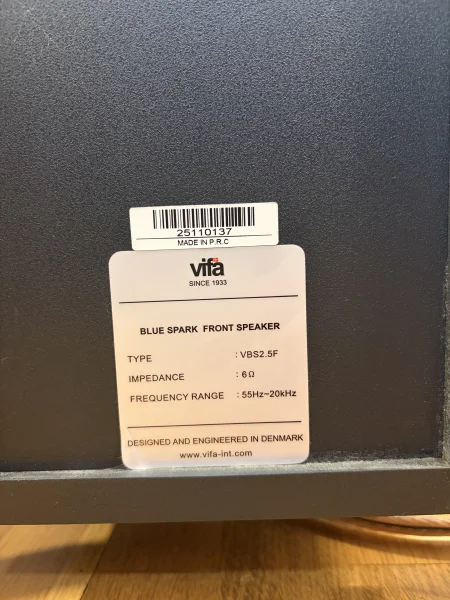 25110137
MADE IN P.R.C
vifa
SINCE 1933
BLUE SPARK FRONT SPEAKER
TYPE : VBS2.5F
IMPEDANCE : 6Ω
FREQUENCY RANGE : 55Hz~20kHz
DESIGNED AND ENGINEERED IN DENMARK
www.vifa-int.com